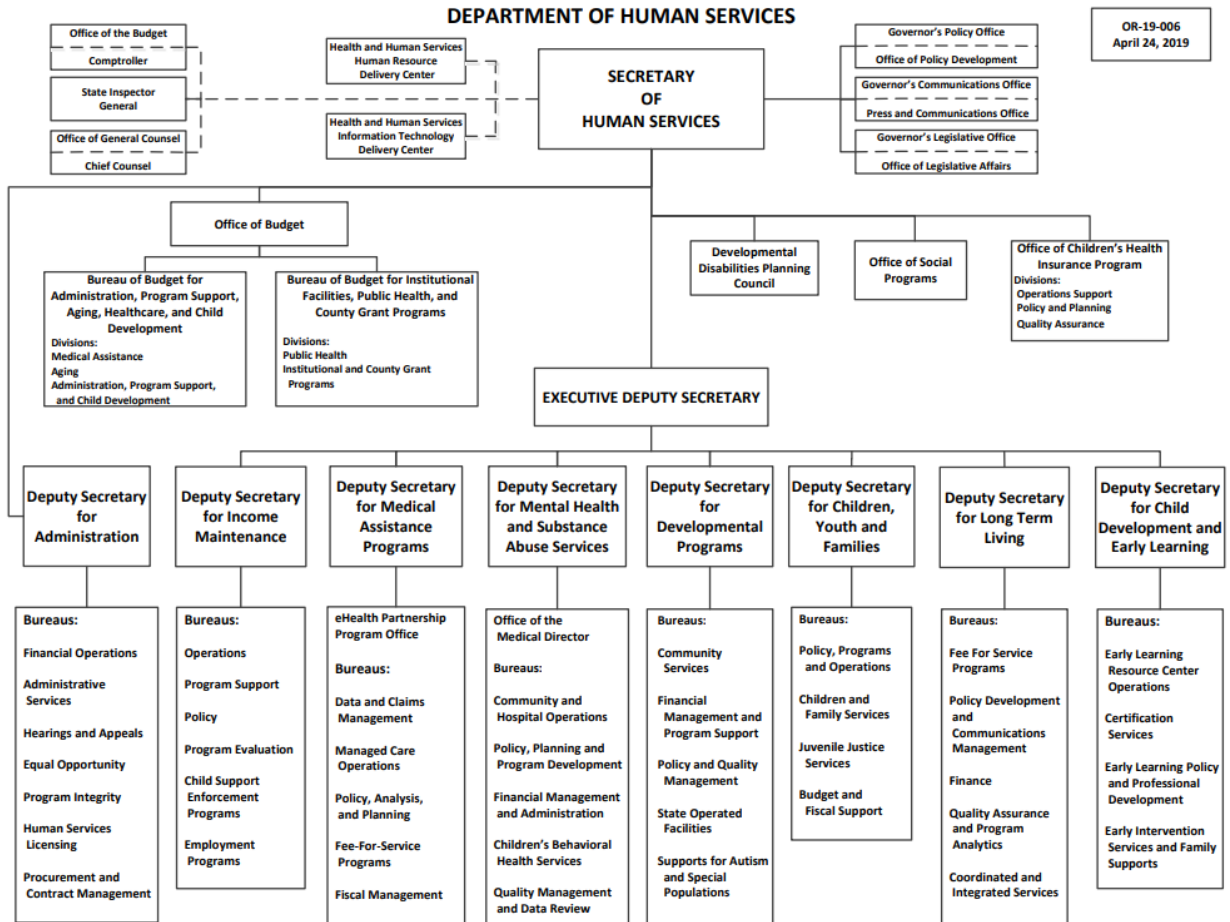 DEPARTMENT OF HUMAN SERVICES
OR-19-006
April 24, 2019
Office of the Budget
Comptroller
State Inspector
General
Office of General Counsel
Chief Counsel
Health and Human Services
Human Resource
Delivery Center
Health and Human Services
Information Technology
Delivery Center
SECRETARY
OF
HUMAN SERVICES
Governor's Policy Office
Office of Policy Development
Governor's Communications Office
Press and Communications Office
Governor's Legislative Office
Office of Legislative Affairs
Office of Budget
Bureau of Budget for
Administration, Program Support,
Aging, Healthcare, and Child
Development
Divisions:
Medical Assistance
Aging
Administration, Program Support,
and Child Development
Bureau of Budget for Institutional
Facilities, Public Health, and
County Grant Programs
Divisions:
Public Health
Institutional and County Grant
Programs
Developmental
Disabilities Planning
Council
Office of Social
Programs
Office of Children's Health
Insurance Program
Divisions:
Operations Support
Policy and Planning
Quality Assurance
EXECUTIVE DEPUTY SECRETARY
Deputy Secretary
for
Administration
Bureaus:
Financial Operations
Administrative
Services
Hearings and Appeals
Equal Opportunity
Program Integrity
Human Services
Licensing
Procurement and
Contract Management
Deputy Secretary
for Income
Maintenance
Bureaus:
Operations
Program Support
Policy
Program Evaluation
Child Support
Enforcement
Programs
Employment
Programs
Deputy Secretary
for Medical
Assistance
Programs
eHealth Partnership
Program Office
Bureaus:
Data and Claims
Management
Managed Care
Operations
Policy, Analysis,
and Planning
Fee-For-Service
Programs
Fiscal Management
Deputy Secretary
for Mental Health
and Substance
Abuse Services
Office of the
Medical Director
Bureaus:
Community and
Hospital Operations
Policy, Planning and
Program Development
Financial Management
and Administration
Children's Behavioral
Health Services
Quality Management
and Data Review
Deputy Secretary
for
Developmental
Programs
Bureaus:
Community
Services
Financial
Management and
Program Support
Policy and Quality
Management
State Operated
Facilities
Supports for Autism
and Special
Populations
Deputy Secretary
for Children,
Youth and
Families
Bureaus:
Policy, Programs
and Operations
Children and
Family Services
Juvenile Justice
Services
Budget and
Fiscal Support
Deputy Secretary
for Long Term
Living
Bureaus:
Fee For Service
Programs
Policy Development
and
Communications
Management
Finance
Quality Assurance
and Program
Analytics
Coordinated and
Integrated Services
Deputy Secretary
for Child
Development and
Early Learning
Bureaus:
Early Learning
Resource Center
Operations
Certification
Services
Early Learning Policy
and Professional
Development
Early Intervention
Services and Family
Supports